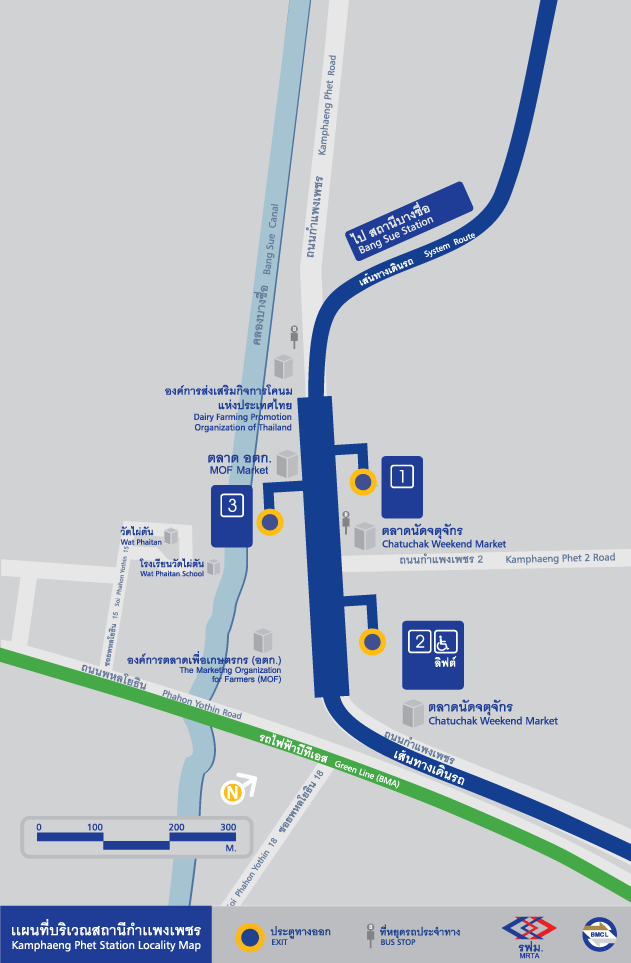 ถนนกำแพงเพชร Kamphaeng Phet Road
คลองบางซื่อ Bang Sue Canal
ไป สถานีบางซื่อ
Bang Sue Station
เส้นทางเดินรถ System Route
องค์การส่งเสริมกิจการโคนม
แห่งประเทศไทย
Dairy Farming Promotion
Organization of Thailand
ตลาด อตก.
MOF Market
1
3
ตลาดนัดจตุจักร
Chatuchak Weekend Market
ถนนกำแพงเพชร 2 Kamphaeng Phet 2 Road
วัดไผ่ตัน
Wat Phaitan
โรงเรียนวัดไผ่ตัน
Wat Phaitan School
ซอยพหลโยธิน 15 Soi Phahon Yothin 15
2
ลิฟต์
องค์การตลาดเพื่อเกษตรกร (อตก.)
The Marketing Organization
for Farmers (MOF)
ถนนพหลโยธิน Phahon Yothin Road
ตลาดนัดจตุจักร
Chatuchak Weekend Market
ถนนกำแพงเพชร
เส้นทางเดินรถ
รถไฟฟ้าบีทีเอส Green Line (BMA)
Soi Phahon Yothin 18 ซอยพหลโยธิน 18
N
0 100 200 300
M.
แผนที่บริเวณสถานีกำแพงเพชร
Kamphaeng Phet Station Locality Map
ประตูทางออก
EXIT
ที่หยุดรถประจำทาง
BUS STOP
รฟม.
MRTA
BMCL